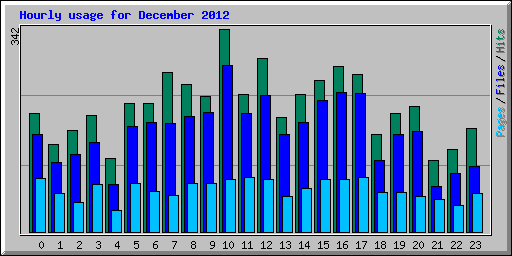 Hourly usage for December 2012
342
Pages/Files/Hits
0 1 2 3 4 5 6 7 8 9 10 11 12 13 14 15 16 17 18 19 20 21 22 23